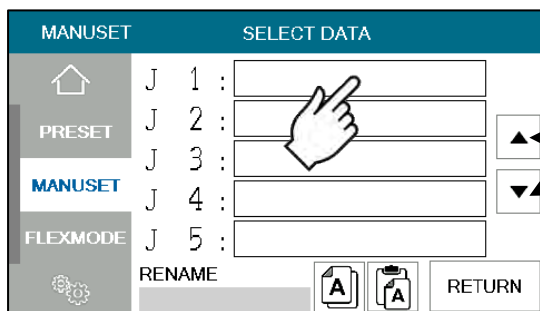 MANUSET SELECT DATA
J 1 :
PRESET J 2 :
J 3 :
MANUSET J 4 :
FLEXMODE J 5 :
RENAME A A RETURN